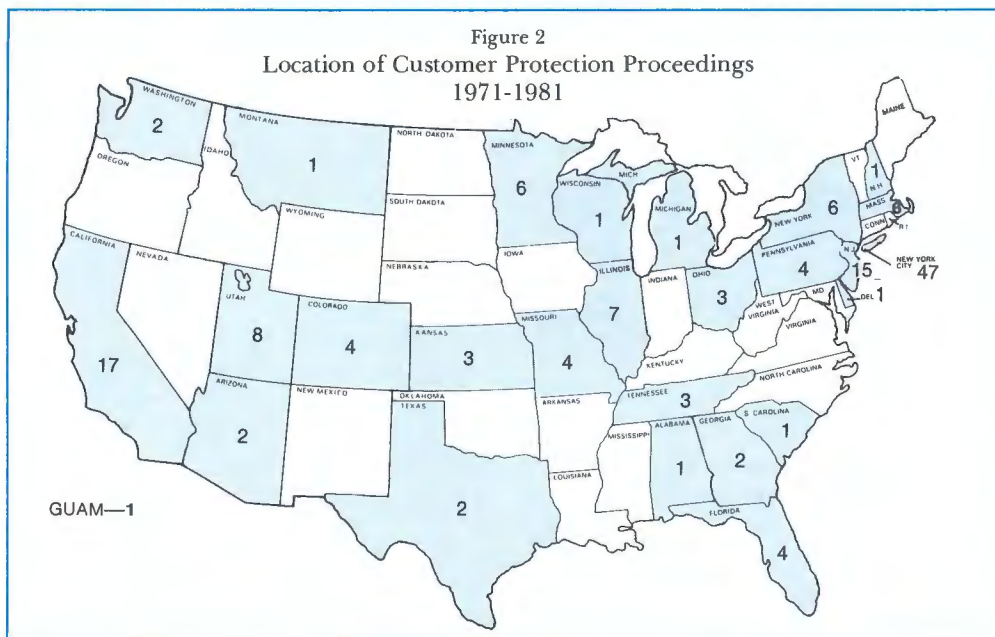 Figure 2
Location of Customer Protection Proceedings
1971-1981
WASHINGTON
2
MONTANA
1
NORTH DAKOTA
MINNESOTA
6
MAINE
OREGON
IDAHO
WYOMING
SOUTH DAKOTA
WISCONSIN
1
MICH
MICHIGAN
1
VT
1
N H
NEW YORK
6
MASS
CONN
R I
CALIFORNIA
17
NEVADA
UTAH
8
COLORADO
4
NEBRASKA
IOWA
ILLINOIS
7
INDIANA
OHIO
3
PENNSYLVANIA
4
N J
15
NEW YORK
CITY 47
DEL 1
MD
WEST
VIRGINIA
VIRGINIA
KANSAS
3
MISSOURI
4
KENTUCKY
NORTH CAROLINA
ARIZONA
2
NEW MEXICO
OKLAHOMA
TEXAS
2
ARKANSAS
TENNESSEE
3
S CAROLINA
1
MISSISSIPPI
ALABAMA
1
GEORGIA
2
LOUISIANA
FLORIDA
4
GUAM—1